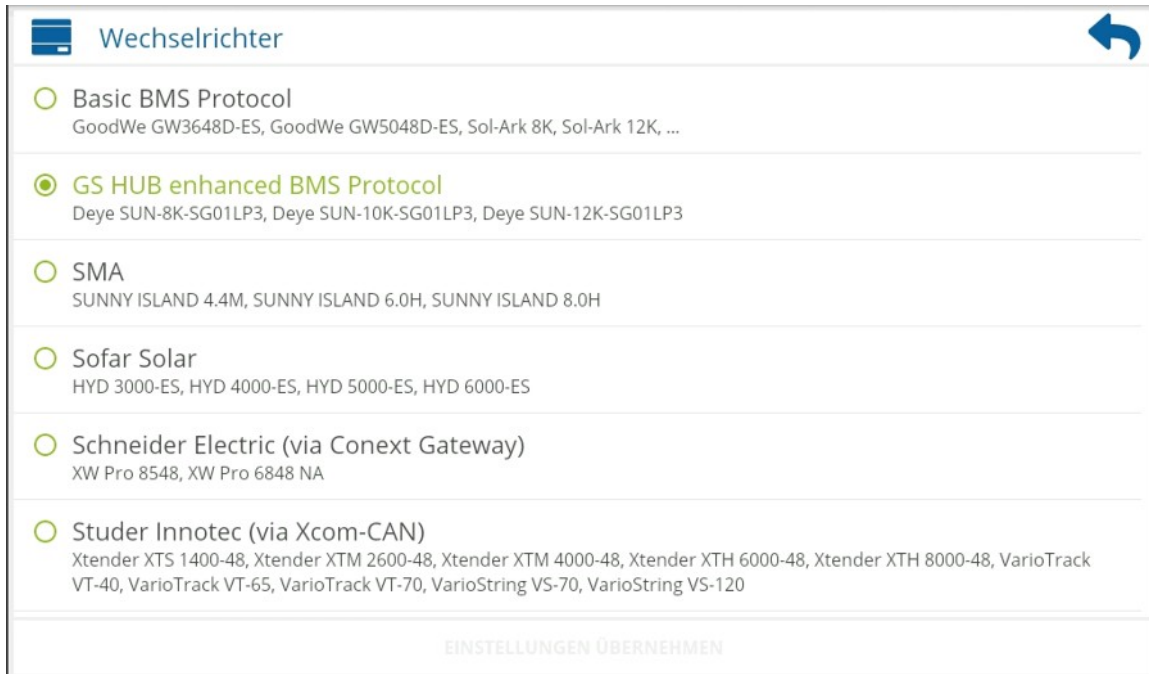 Wechselrichter
Basic BMS Protocol
GoodWe GW3648D-ES, GoodWe GW5048D-ES, Sol-Ark 8K, Sol-Ark 12K, ...
GS HUB enhanced BMS Protocol
Deye SUN-8K-SG01LP3, Deye SUN-10K-SG01LP3, Deye SUN-12K-SG01LP3
SMA
SUNNY ISLAND 4.4M, SUNNY ISLAND 6.0H, SUNNY ISLAND 8.0H
Sofar Solar
HYD 3000-ES, HYD 4000-ES, HYD 5000-ES, HYD 6000-ES
Schneider Electric (via Conext Gateway)
XW Pro 8548, XW Pro 6848 NA
Studer Innotec (via Xcom-CAN)
Xtender XTS 1400-48, Xtender XTM 2600-48, Xtender XTM 4000-48, Xtender XTH 6000-48, Xtender XTH 8000-48, VarioTrack
VT-40, VarioTrack VT-65, VarioTrack VT-70, VarioString VS-70, VarioString VS-120
EINSTELLUNGEN ÜBERNEHMEN